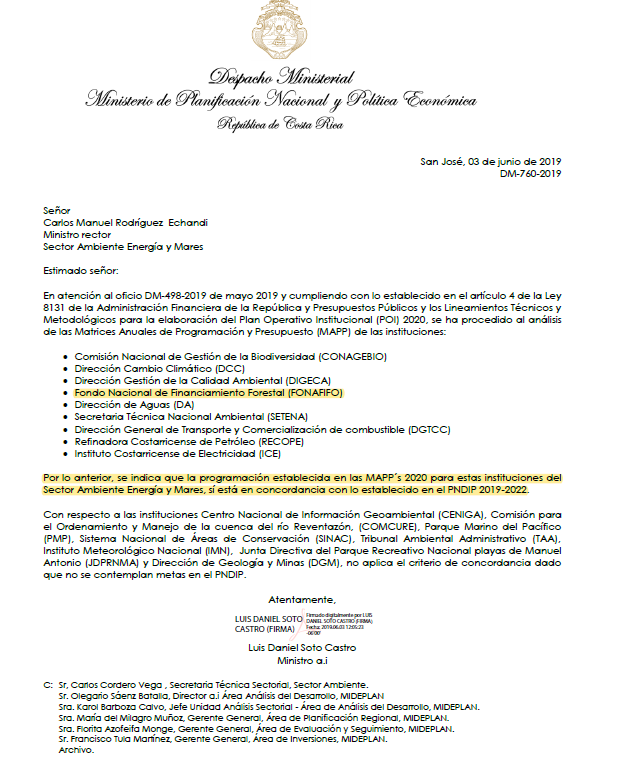 Despacho Ministerial
Ministerio de Planificación Nacional y Política Económica
República de Costa Rica
San José, 03 de junio de 2019
DM-760-2019
Señor
Carlos Manuel Rodríguez Echandi
Ministro rector
Sector Ambiente Energía y Mares
Estimado señor:
En atención al oficio DM-498-2019 de mayo 2019 y cumpliendo con lo establecido en el artículo 4 de la Ley
8131 de la Administración Financiera de la República y Presupuestos Públicos y los Lineamientos Técnicos y
Metodológicos para la elaboración del Plan Operativo Institucional (POI) 2020, se ha procedido al análisis
de las Matrices Anuales de Programación y Presupuesto (MAPP) de las instituciones:
• Comisión Nacional de Gestión de la Biodiversidad (CONAGEBIO)
• Dirección Cambio Climático (DCC)
• Dirección Gestión de la Calidad Ambiental (DIGECA)
• Fondo Nacional de Financiamiento Forestal (FONAFIFO)
• Dirección de Aguas (DA)
• Secretaria Técnica Nacional Ambiental (SETENA)
• Dirección General de Transporte y Comercialización de combustible (DGTCC)
• Refinadora Costarricense de Petróleo (RECOPE)
• Instituto Costarricense de Electricidad (ICE)
Por lo anterior, se indica que la programación establecida en las MAPP´s 2020 para estas instituciones del
Sector Ambiente Energía y Mares, sí está en concordancia con lo establecido en el PNDIP 2019-2022.
Con respecto a las instituciones Centro Nacional de Información Geoambiental (CENIGA), Comisión para
el Ordenamiento y Manejo de la cuenca del río Reventazón, (COMCURE), Parque Marino del Pacífico
(PMP), Sistema Nacional de Áreas de Conservación (SINAC), Tribunal Ambiental Administrativo (TAA),
Instituto Meteorológico Nacional (IMN), Junta Directiva del Parque Recreativo Nacional playas de Manuel
Antonio (JDPRNMA) y Dirección de Geología y Minas (DGM), no aplica el criterio de concordancia dado
que no se contemplan metas en el PNDIP.
Atentamente,
LUIS DANIEL SOTO
CASTRO (FIRMA)
Firmado digitalmente por LUIS
DANIEL SOTO CASTRO (FIRMA)
Fecha: 2019.06.03 12:05:23
-06'00'
Luis Daniel Soto Castro
Ministro a.i
C: Sr, Carlos Cordero Vega , Secretaria Técnica Sectorial, Sector Ambiente.
Sr. Olegario Sáenz Batalla, Director a.i Área Análisis del Desarrollo, MIDEPLAN
Sra. Karol Barboza Calvo, Jefe Unidad Análisis Sectorial - Área de Análisis del Desarrollo, MIDEPLAN.
Sra. María del Milagro Muñoz, Gerente General, Área de Planificación Regional, MIDEPLAN.
Sra. Florita Azofeifa Monge, Gerente General, Área de Evaluación y Seguimiento, MIDEPLAN.
Sr. Francisco Tula Martínez, Gerente General, Área de Inversiones, MIDEPLAN.
Archivo.